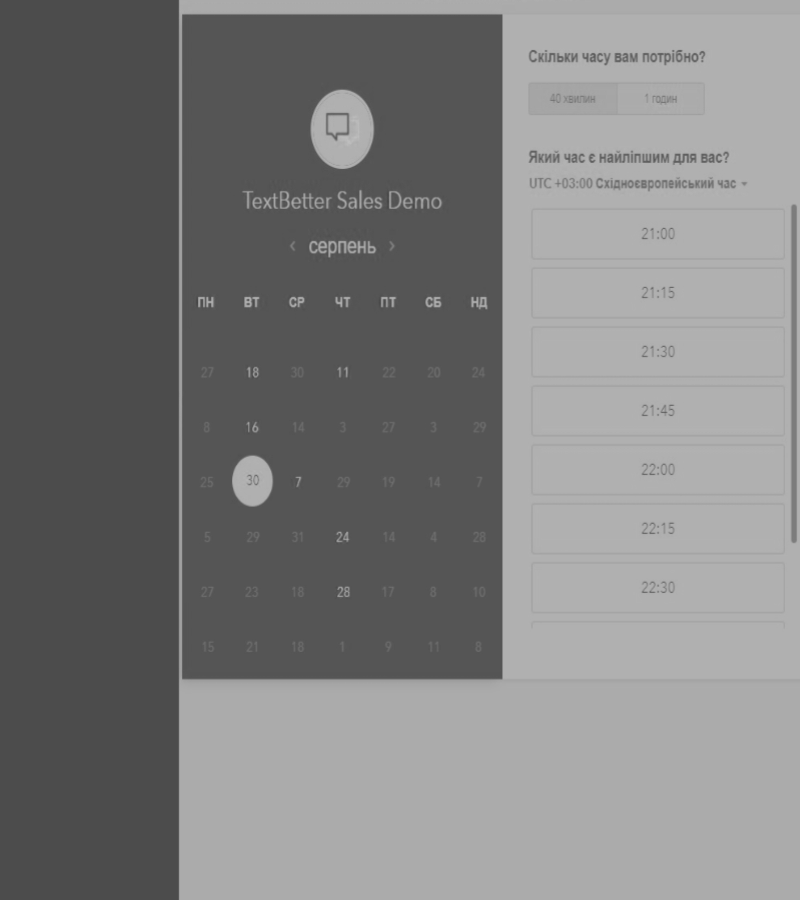 TextBetter Sales Demo
‹ серпень ›
ПН ВТ СР ЧТ ПТ СБ НД
27 18 30 11 22 20 24
8 16 14 3 27 3 29
25 30 7 29 19 14 7
5 29 31 24 14 4 28
27 23 18 28 17 8 10
15 21 18 1 9 11 8
Скільки часу вам потрібно?
40 хвилин 1 годин
Який час є найліпшим для вас?
UTC +03:00 Східноєвропейський час
21:00
21:15
21:30
21:45
22:00
22:15
22:30